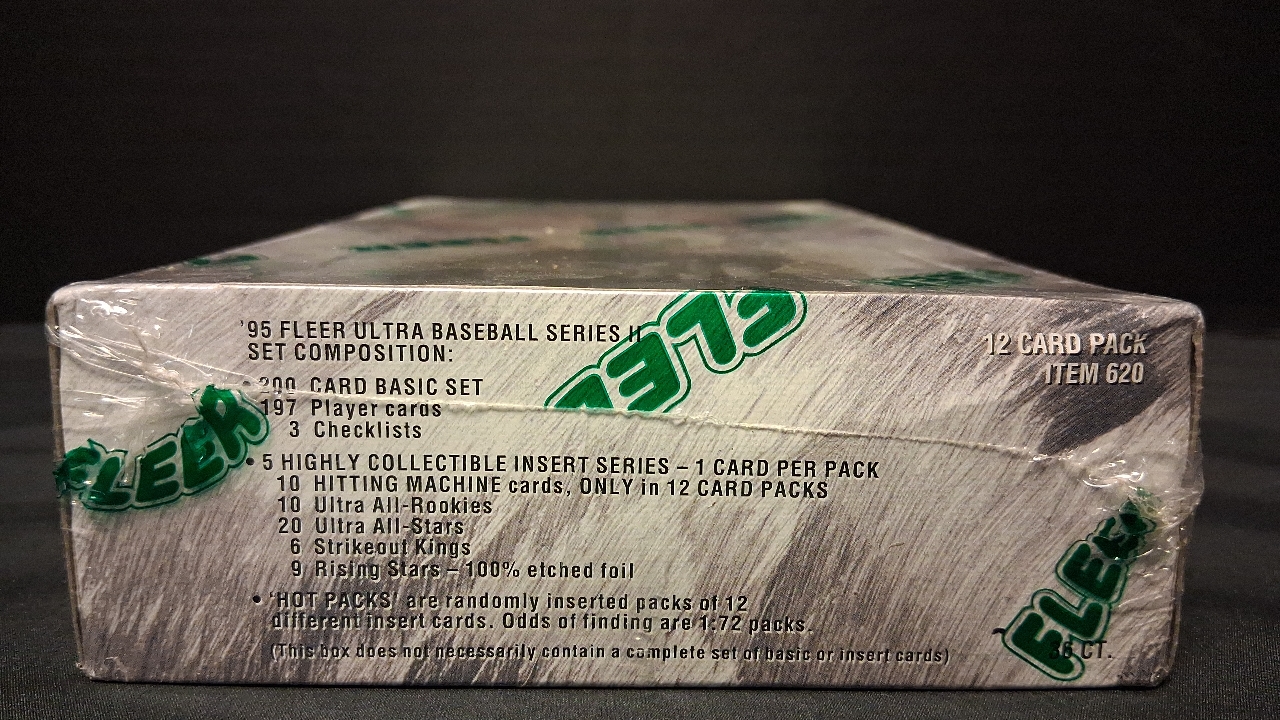 '95 FLEER ULTRA BASEBALL SERIES II
SET COMPOSITION:
• 200 CARD BASIC SET
197 Player cards
3 Checklists
• 5 HIGHLY COLLECTIBLE INSERT SERIES – 1 CARD PER PACK
10 HITTING MACHINE cards, ONLY in 12 CARD PACKS
10 Ultra All-Rookies
20 Ultra All-Stars
6 Strikeout Kings
9 Rising Stars – 100% etched foil
• 'HOT PACKS' are randomly inserted packs of 12
different insert cards. Odds of finding are 1:72 packs.
(This box does not necessarily contain a complete set of basic or insert cards)
12 CARD PACK
ITEM 620
36 CT.
FLEER
FLEER
FLEER